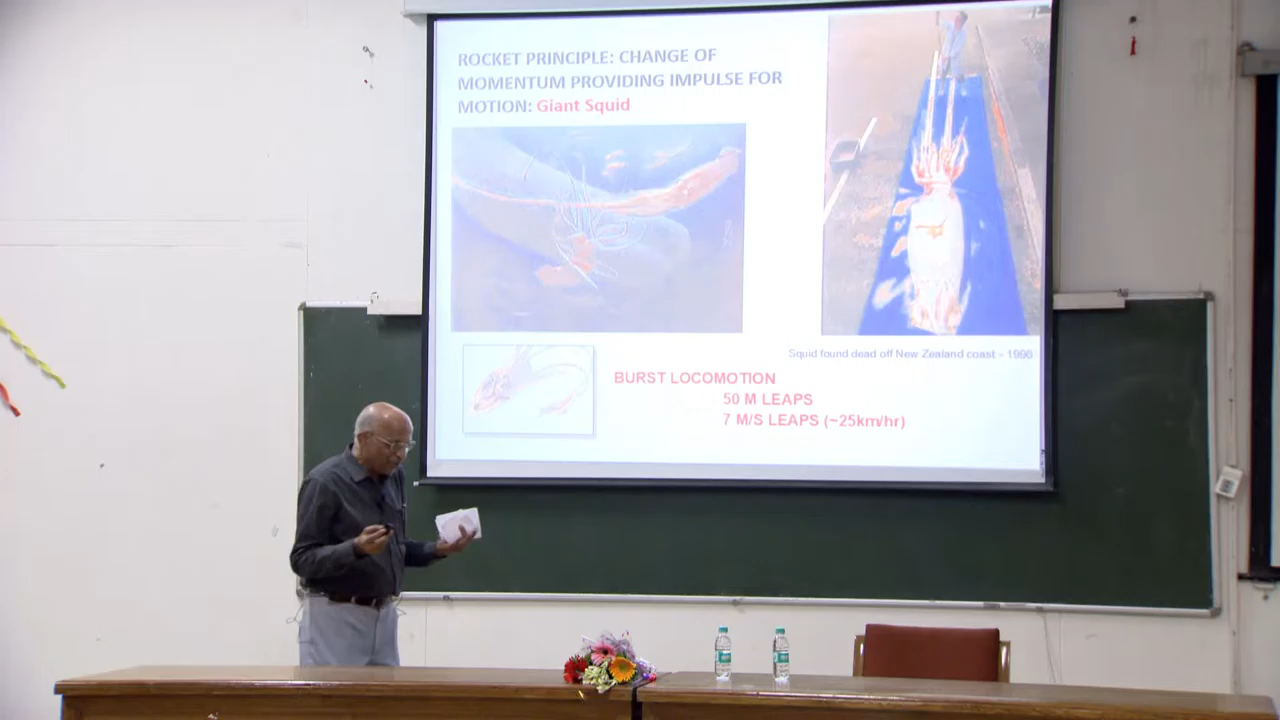 ROCKET PRINCIPLE: CHANGE OF
MOMENTUM PROVIDING IMPULSE FOR
MOTION: Giant Squid
Squid found dead off New Zealand coast - 1996
BURST LOCOMOTION
50 M LEAPS
7 M/S LEAPS (~25km/hr)